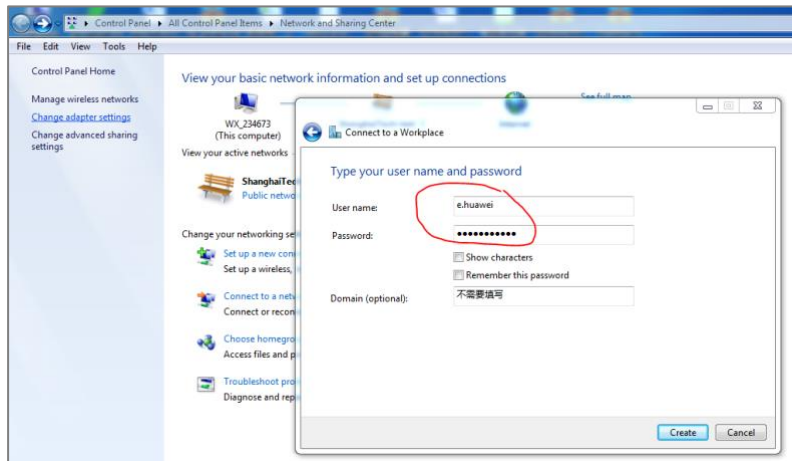 Control Panel ▸ All Control Panel Items ▸ Network and Sharing Center
File Edit View Tools Help
Control Panel Home
Manage wireless networks
Change adapter settings
Change advanced sharing
settings
View your basic network information and set up connections
See full map
WX_234673
(This computer)
View your active networks
ShanghaiTec
Public netwo
Change your networking se
Set up a new con
Set up a wireless,
Connect to a netw
Connect or recon
Choose homegro
Access files and p
Troubleshoot pro
Diagnose and rep
Connect to a Workplace
Type your user name and password
User name:
e.huawei
Password:
●●●●●●●●●●●
Show characters
Remember this password
Domain (optional):
不需要填写
Create Cancel